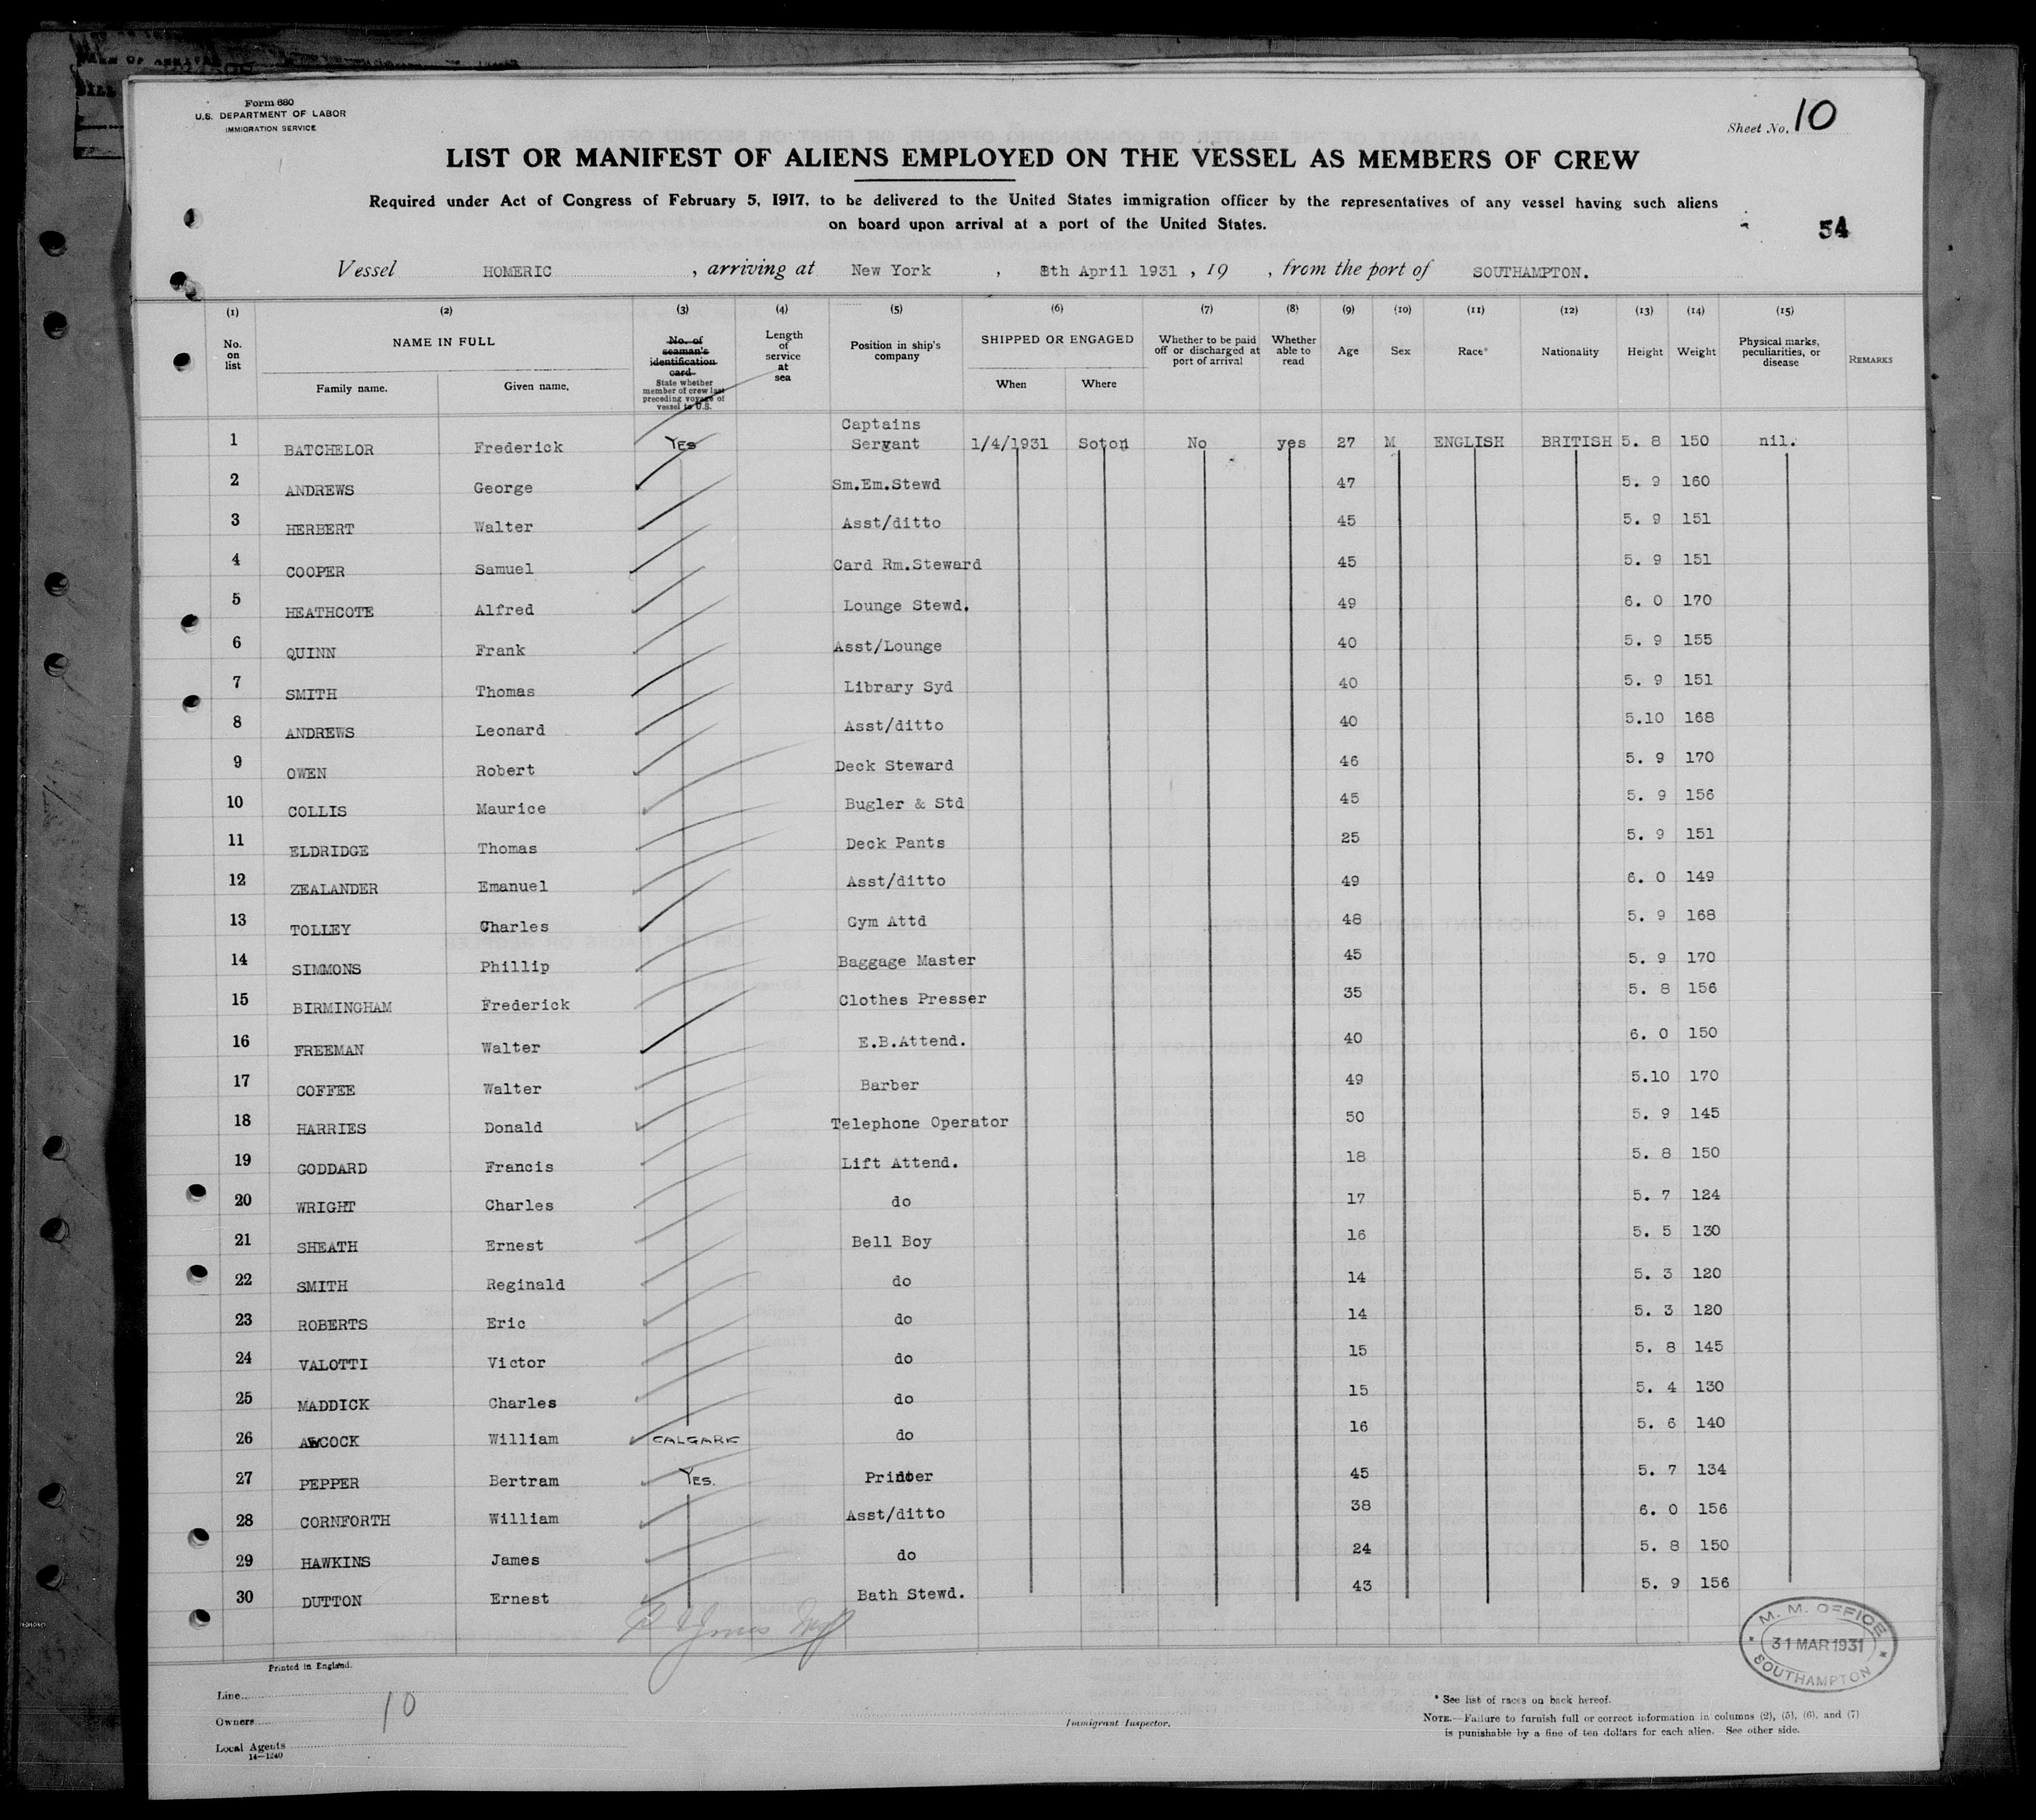 Form 680
U.S. DEPARTMENT OF LABOR
IMMIGRATION SERVICE
Sheet No. 10
LIST OR MANIFEST OF ALIENS EMPLOYED ON THE VESSEL AS MEMBERS OF CREW
Required under Act of Congress of February 5, 1917, to be delivered to the United States immigration officer by the representatives of any vessel having such aliens
on board upon arrival at a port of the United States.
54
Vessel HOMERIC , arriving at New York , 8th April 1931 , 19 , from the port of SOUTHAMPTON.
(1) (2) (3) (4) (5) (6) (7) (8) (9) (10) (11) (12) (13) (14) (15)
No. on list NAME IN FULL Family name. Given name. No. of seaman's identification card State whether member of crew last preceding voyage of vessel to U.S. Length of service at sea Position in ship's company SHIPPED OR ENGAGED When Where Whether to be paid off or discharged at port of arrival Whether able to read Age Sex Race* Nationality Height Weight Physical marks, peculiarities, or disease REMARKS
1 BATCHELOR Frederick YES Captains Servant 1/4/1931 Soton No yes 27 M ENGLISH BRITISH 5. 8 150 nil.
2 ANDREWS George Sm.Em.Stewd 47 5. 9 160
3 HERBERT Walter Asst/ditto 45 5. 9 151
4 COOPER Samuel Card Rm.Steward 45 5. 9 151
5 HEATHCOTE Alfred Lounge Stewd. 49 6. 0 170
6 QUINN Frank Asst/Lounge 40 5. 9 155
7 SMITH Thomas Library Syd 40 5. 9 151
8 ANDREWS Leonard Asst/ditto 40 5.10 168
9 OWEN Robert Deck Steward 46 5. 9 170
10 COLLIS Maurice Bugler & Std 45 5. 9 156
11 ELDRIDGE Thomas Deck Pants 25 5. 9 151
12 ZEALANDER Emanuel Asst/ditto 49 6. 0 149
13 TOLLEY Charles Gym Attd 48 5. 9 168
14 SIMMONS Phillip Baggage Master 45 5. 9 170
15 BIRMINGHAM Frederick Clothes Presser 35 5. 8 156
16 FREEMAN Walter E.B.Attend. 40 6. 0 150
17 COFFEE Walter Barber 49 5.10 170
18 HARRIES Donald Telephone Operator 50 5. 9 145
19 GODDARD Francis Lift Attend. 18 5. 8 150
20 WRIGHT Charles do 17 5. 7 124
21 SHEATH Ernest Bell Boy 16 5. 5 130
22 SMITH Reginald do 14 5. 3 120
23 ROBERTS Eric do 14 5. 3 120
24 VALOTTI Victor do 15 5. 8 145
25 MADDICK Charles do 15 5. 4 130
26 William CALGARIC do 16 5. 6 140
27 PEPPER Bertram YES. Printer 45 5. 7 134
28 CORNFORTH William Asst/ditto 38 6. 0 156
29 HAWKINS James do 24 5. 8 150
30 DUTTON Ernest Bath Stewd. 43 5. 9 156
M. M. OFFICE
31 MAR 1931
SOUTHAMPTON
Printed in England.
Line
10
Owners
Local Agents
14—1240
Immigrant Inspector.
* See list of races on back hereof.
NOTE.—Failure to furnish full or correct information in columns (2), (5), (6), and (7)
is punishable by a fine of ten dollars for each alien. See other side.